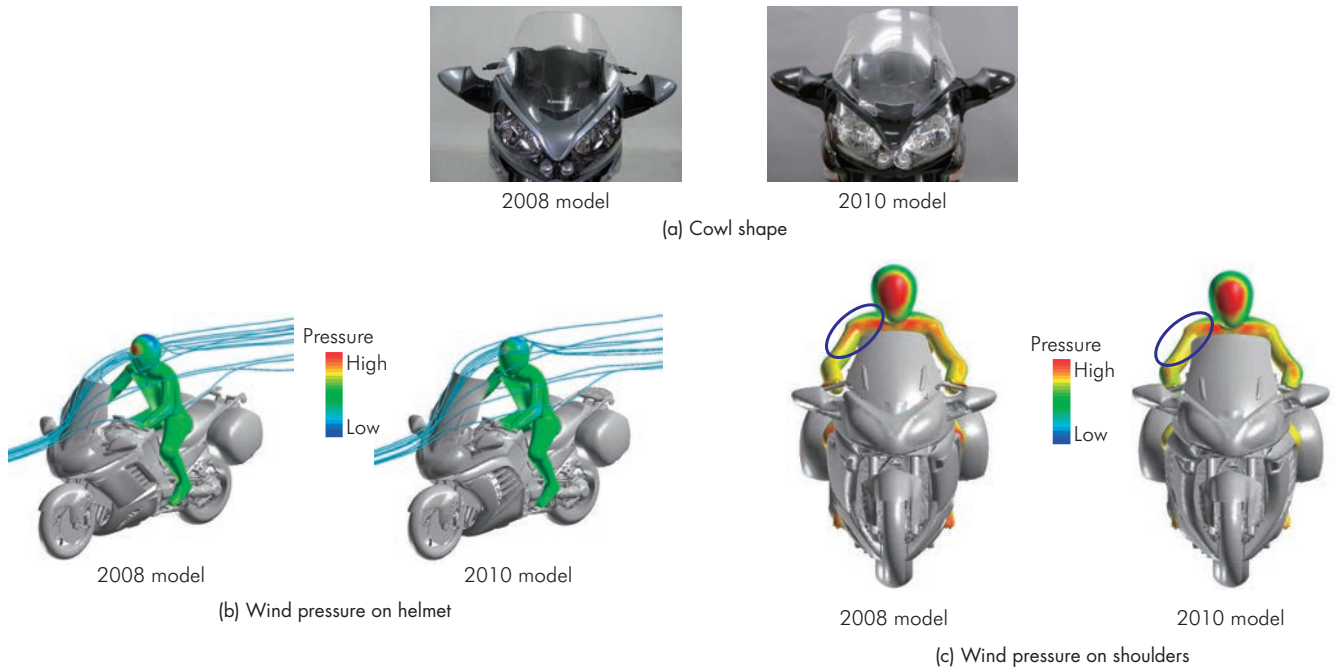 2008 model
2010 model
(a) Cowl shape
Pressure
High
Low
2008 model
2010 model
(b) Wind pressure on helmet
Pressure
High
Low
2008 model
2010 model
(c) Wind pressure on shoulders